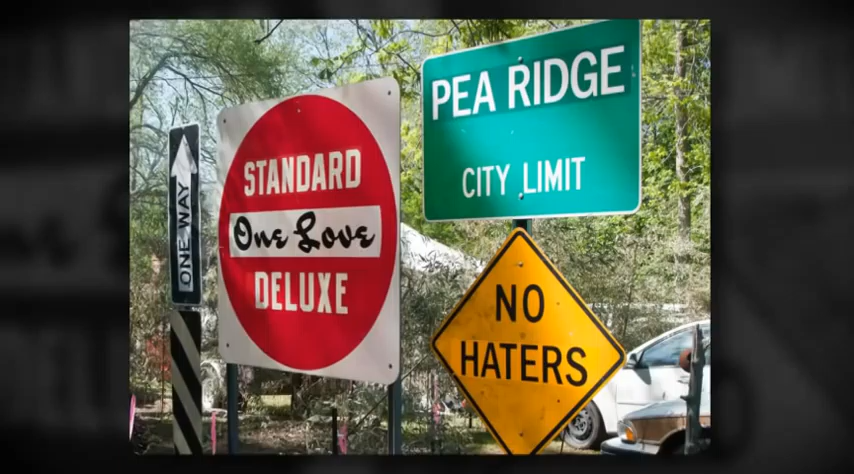 ONE WAY
STANDARD
One Love
DELUXE
PEA RIDGE
CITY LIMIT
NO
HATERS